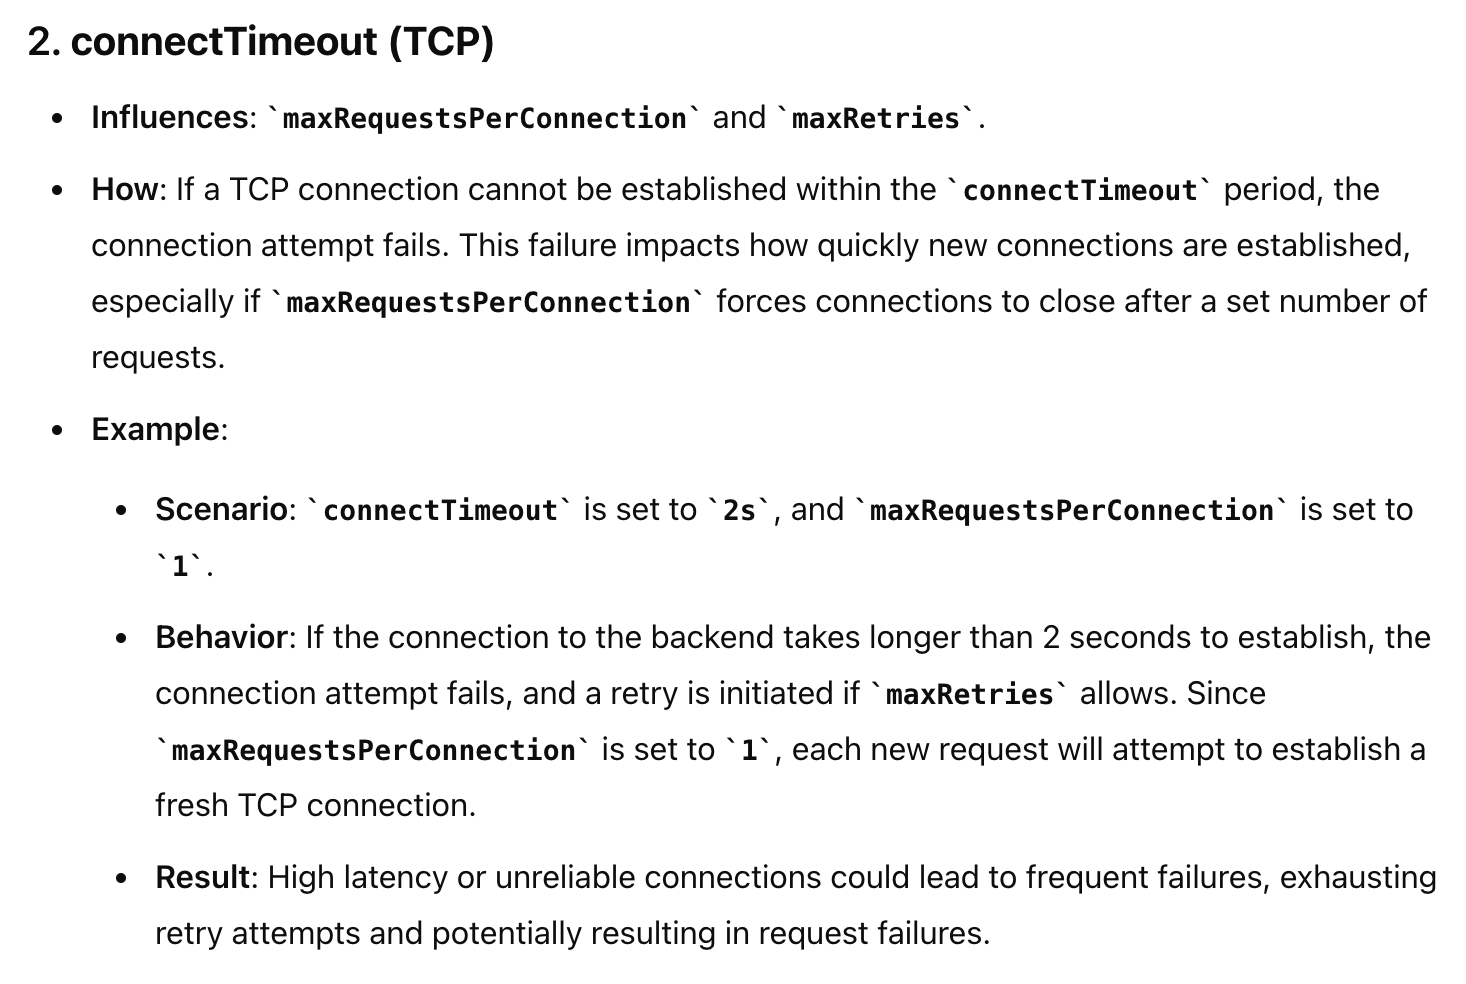 2. connectTimeout (TCP)
• Influences: `maxRequestsPerConnection` and `maxRetries`.
• How: If a TCP connection cannot be established within the `connectTimeout` period, the
connection attempt fails. This failure impacts how quickly new connections are established,
especially if `maxRequestsPerConnection` forces connections to close after a set number of
requests.
• Example:
• Scenario: `connectTimeout` is set to `2s`, and `maxRequestsPerConnection` is set to
`1`.
• Behavior: If the connection to the backend takes longer than 2 seconds to establish, the
connection attempt fails, and a retry is initiated if `maxRetries` allows. Since
`maxRequestsPerConnection` is set to `1`, each new request will attempt to establish a
fresh TCP connection.
• Result: High latency or unreliable connections could lead to frequent failures, exhausting
retry attempts and potentially resulting in request failures.